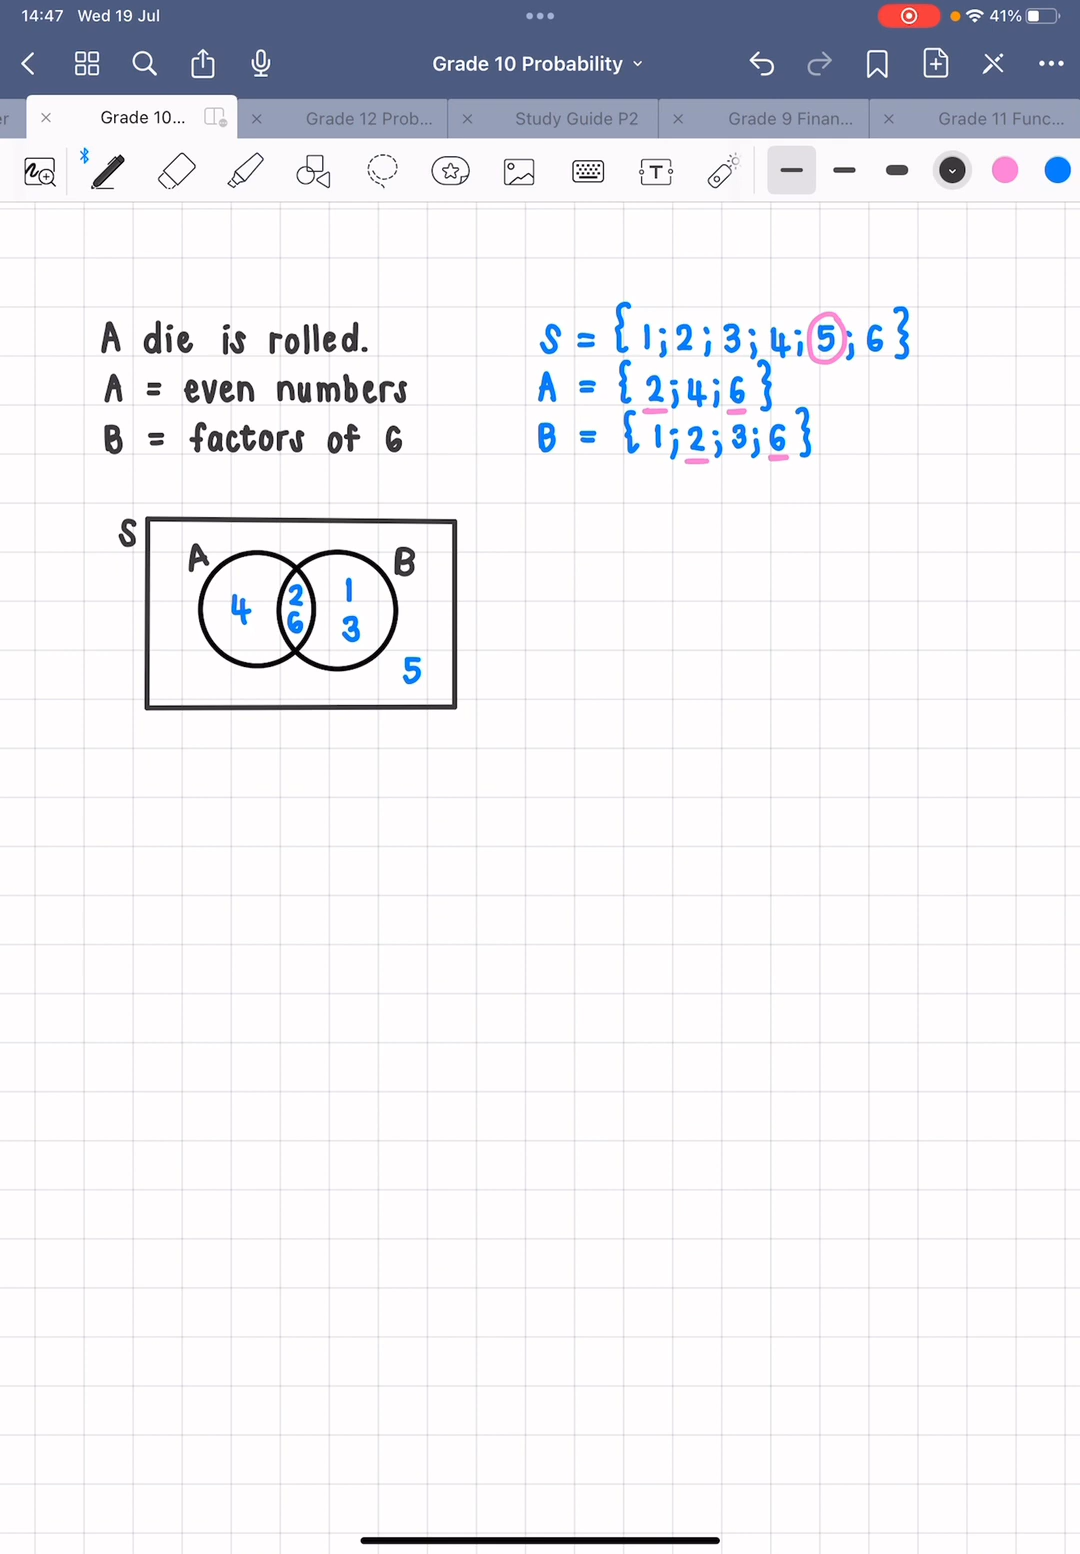 14:47 Wed 19 Jul
41%
Grade 10 Probability
er
Grade 10...
Grade 12 Prob...
Study Guide P2
Grade 9 Finan...
Grade 11 Func...
T
A die is rolled.
A = even numbers
B = factors of 6
S = {1;2;3;4;5;6}
A = {2;4;6}
B = {1;2;3;6}
S
A
B
4
2
6
1
3
5